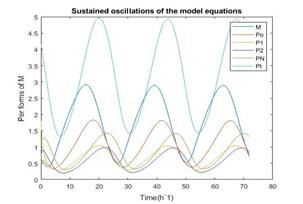 Sustained oscillations of the model equations
5
4.5
4
3.5
3
2.5
2
1.5
1
0.5
0
Per forms of M
M
Po
P1
P2
PN
Pt
0 10 20 30 40 50 60 70 80
Time(h^1)